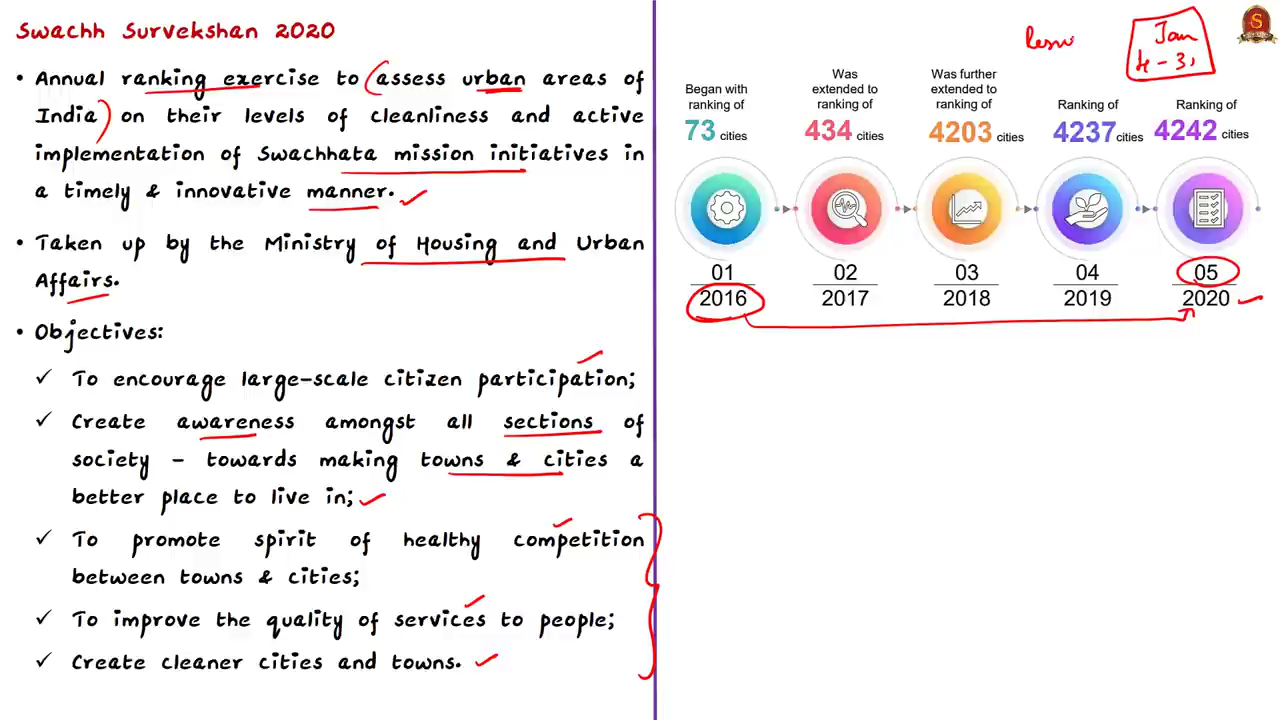 Swachh Survekshan 2020
• Annual ranking exercise to (assess urban areas of
India) on their levels of cleanliness and active
implementation of Swachhata mission initiatives in
a timely & innovative manner.
• Taken up by the Ministry of Housing and Urban
Affairs.
• Objectives:
✓ To encourage large-scale citizen participation;
✓ Create awareness amongst all sections of
society - towards making towns & cities a
better place to live in;
✓ To promote spirit of healthy competition
between towns & cities;
✓ To improve the quality of services to people;
✓ Create cleaner cities and towns.
Jan
4-31
S
Began with
ranking of
73 cities
Was
extended to
ranking of
434 cities
Was further
extended to
ranking of
4203 cities
Ranking of
4237 cities
Ranking of
4242 cities
01
2016
02
2017
03
2018
04
2019
05
2020